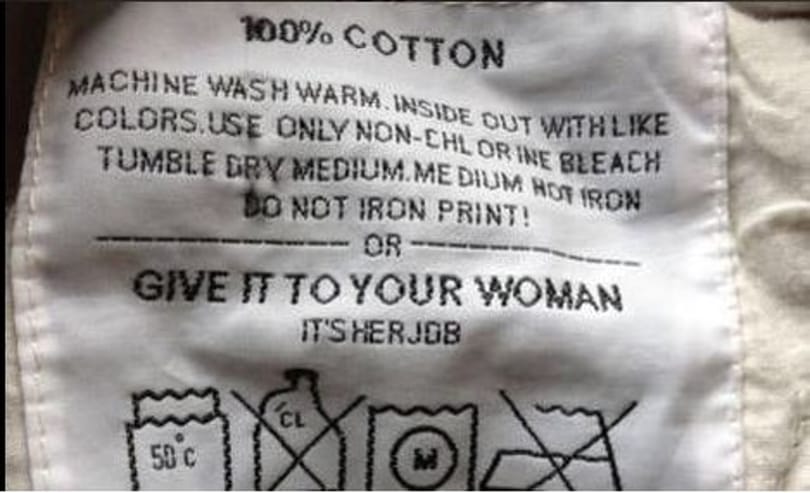 100% COTTON
MACHINE WASH WARM. INSIDE OUT WITH LIKE
COLORS. USE ONLY NON-CHLORINE BLEACH
TUMBLE DRY MEDIUM. MEDIUM HOT IRON
DO NOT IRON PRINT!
OR
GIVE IT TO YOUR WOMAN
IT'S HER JOB
50°C CL M